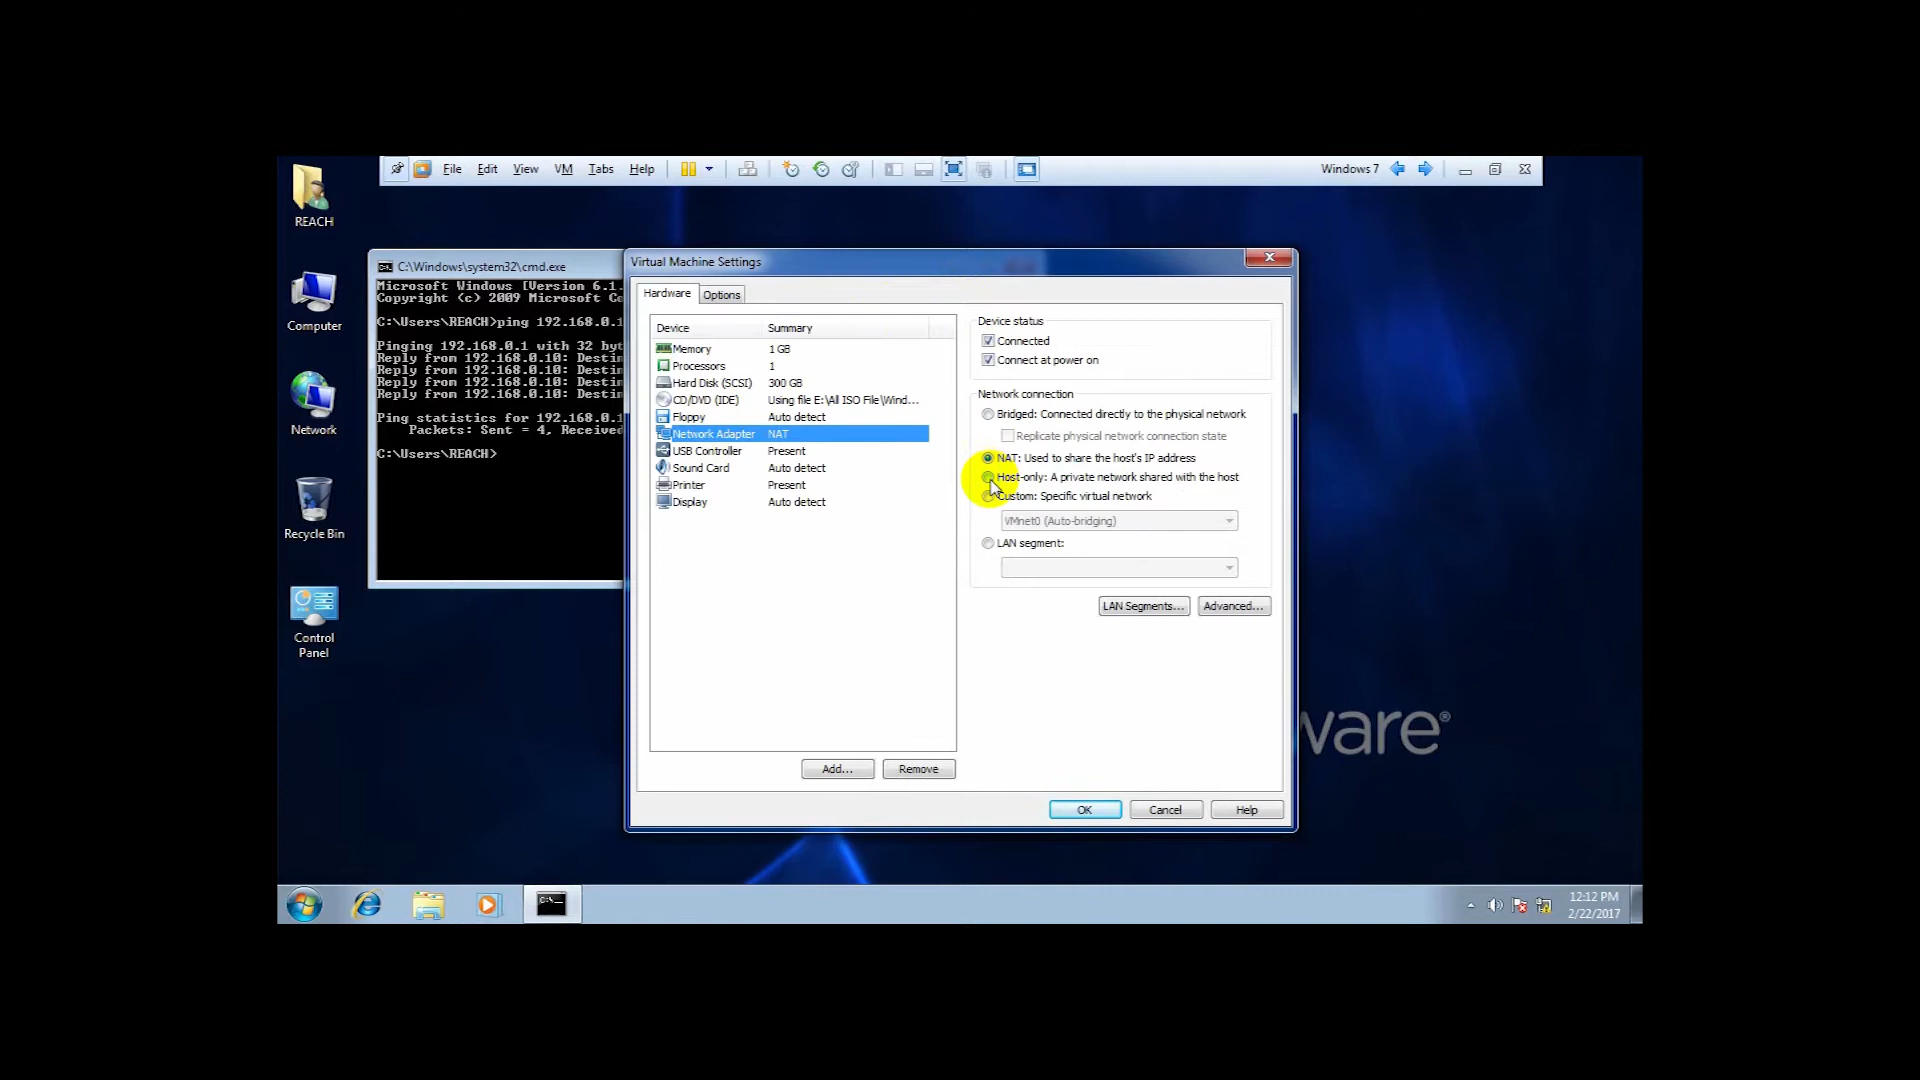 File Edit View VM Tabs Help
Windows 7
REACH
Computer
Network
Recycle Bin
Control
Panel
C:\Windows\system32\cmd.exe
Microsoft Windows [Version 6.1.
Copyright (c) 2009 Microsoft Co
C:\Users\REACH>ping 192.168.0.1
Pinging 192.168.0.1 with 32 byt
Reply from 192.168.0.10: Destin
Reply from 192.168.0.10: Destin
Reply from 192.168.0.10: Destin
Reply from 192.168.0.10: Destin
Ping statistics for 192.168.0.1
Packets: Sent = 4, Received
C:\Users\REACH>
Virtual Machine Settings
Hardware Options
Device Summary
Memory 1 GB
Processors 1
Hard Disk (SCSI) 300 GB
CD/DVD (IDE) Using file E:\All ISO File\Wind...
Floppy Auto detect
Network Adapter NAT
USB Controller Present
Sound Card Auto detect
Printer Present
Display Auto detect
Add... Remove
Device status
Connected
Connect at power on
Network connection
Bridged: Connected directly to the physical network
Replicate physical network connection state
NAT: Used to share the host's IP address
Host-only: A private network shared with the host
Custom: Specific virtual network
VMnet0 (Auto-bridging)
LAN segment:
LAN Segments... Advanced...
OK Cancel Help
ware®
C:\_
12:12 PM
2/22/2017